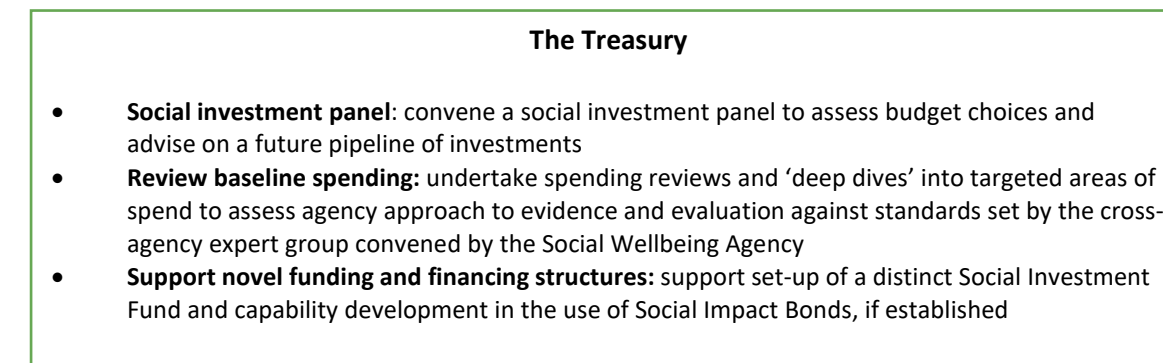 The Treasury
• Social investment panel: convene a social investment panel to assess budget choices and
advise on a future pipeline of investments
• Review baseline spending: undertake spending reviews and ‘deep dives’ into targeted areas of
spend to assess agency approach to evidence and evaluation against standards set by the cross-
agency expert group convened by the Social Wellbeing Agency
• Support novel funding and financing structures: support set-up of a distinct Social Investment
Fund and capability development in the use of Social Impact Bonds, if established